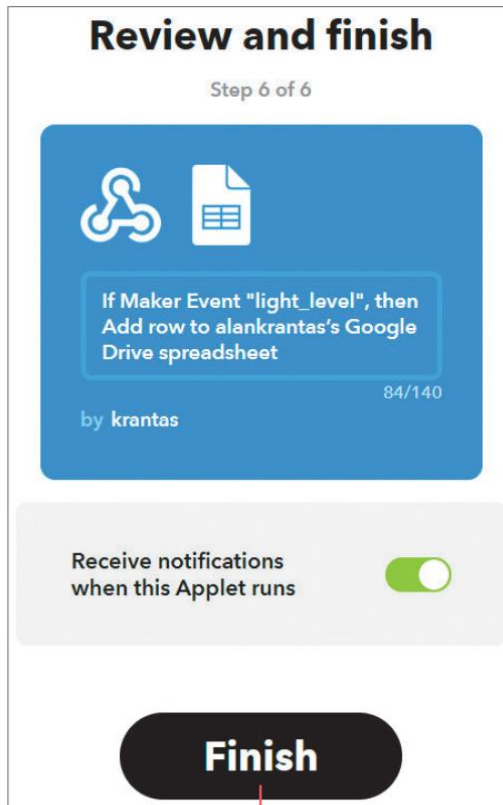 Review and finish
Step 6 of 6
If Maker Event "light_level", then
Add row to alankrantas’s Google
Drive spreadsheet
84/140
by krantas
Receive notifications
when this Applet runs
Finish